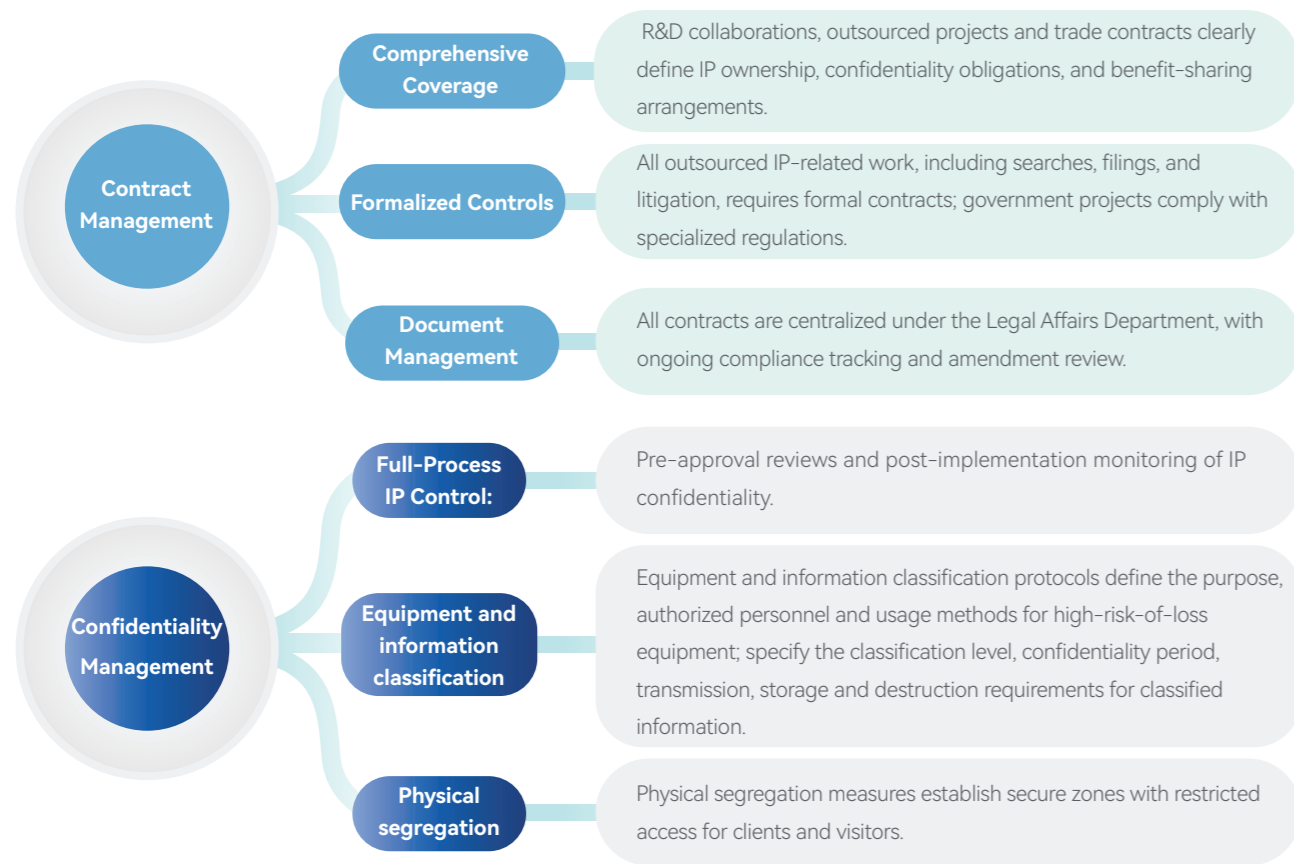 Contract
Management
Comprehensive
Coverage
R&D collaborations, outsourced projects and trade contracts clearly
define IP ownership, confidentiality obligations, and benefit-sharing
arrangements.
Formalized Controls
All outsourced IP-related work, including searches, filings, and
litigation, requires formal contracts; government projects comply with
specialized regulations.
Document
Management
All contracts are centralized under the Legal Affairs Department, with
ongoing compliance tracking and amendment review.
Confidentiality
Management
Full-Process
IP Control:
Pre-approval reviews and post-implementation monitoring of IP
confidentiality.
Equipment and
information
classification
Equipment and information classification protocols define the purpose,
authorized personnel and usage methods for high-risk-of-loss
equipment; specify the classification level, confidentiality period,
transmission, storage and destruction requirements for classified
information.
Physical
segregation
Physical segregation measures establish secure zones with restricted
access for clients and visitors.